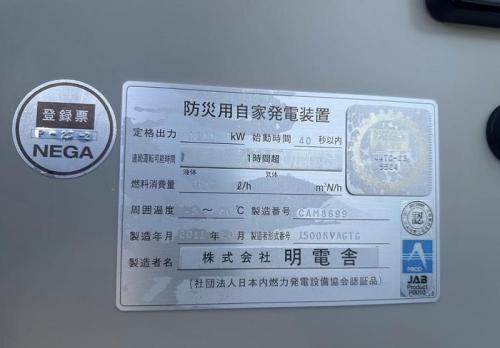 登録票
P-25-2
NEGA
防災用自家発電装置
定格出力 kW 始動時間 40 秒以内
連続運転可能時間 1時間超
液体 気体
燃料消費量 ℓ/h m³N/h
周囲温度 ℃ 製造番号 CAM8699
製造年月 2011 年 製造者形式番号 1500KVAGTG
製造者名 株式会社 明電舎
(社団法人日本内燃力発電設備協会認証品)
認
A
PROD
JAB
Product